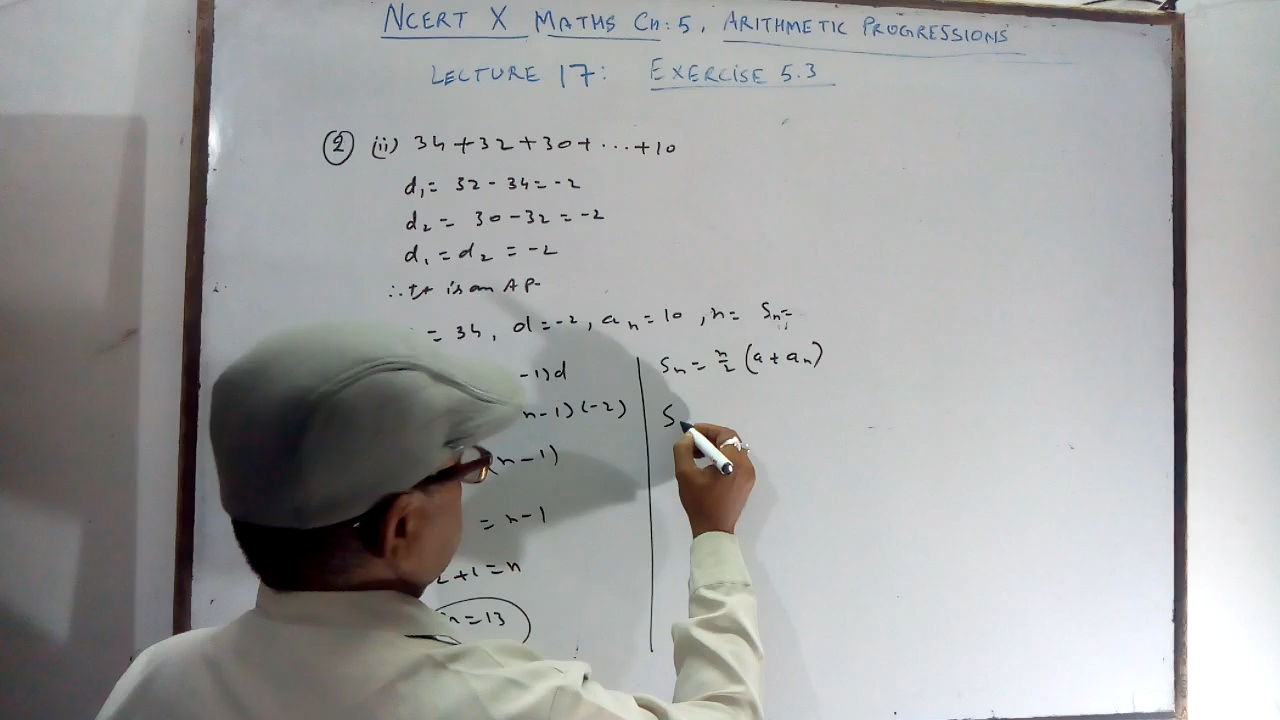 NCERT X MATHS CH: 5, ARITHMETIC PROGRESSIONS
LECTURE 17: EXERCISE 5.3
② (ii) 34 + 32 + 30 + ... + 10
d₁ = 32 - 34 = -2
d₂ = 30 - 32 = -2
d₁ = d₂ = -2
∴ It is an AP.
= 34, d = -2, aₙ = 10, n = Sₙ =
-1)d
n-1)(-2)
(n-1)
= n-1
2+1 = n
n = 13
Sₙ = n/2 (a + aₙ)
S